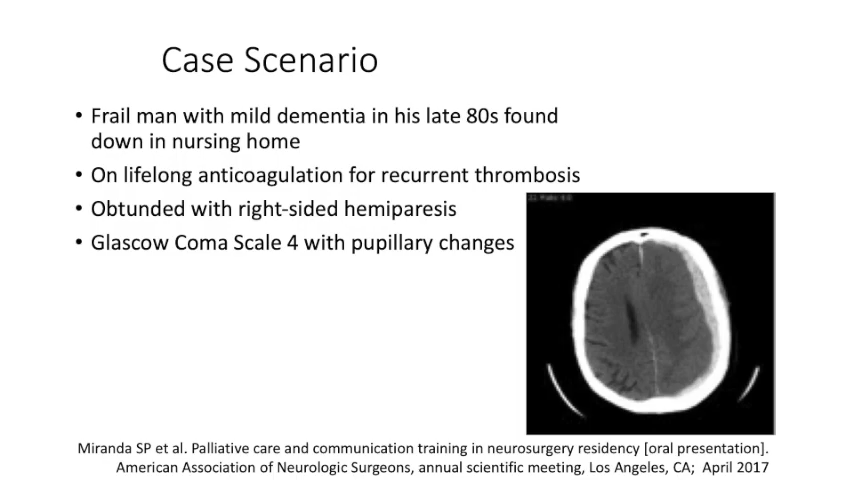 Case Scenario
• Frail man with mild dementia in his late 80s found
down in nursing home
• On lifelong anticoagulation for recurrent thrombosis
• Obtunded with right-sided hemiparesis
• Glascow Coma Scale 4 with pupillary changes
Miranda SP et al. Palliative care and communication training in neurosurgery residency [oral presentation].
American Association of Neurologic Surgeons, annual scientific meeting, Los Angeles, CA;  April 2017